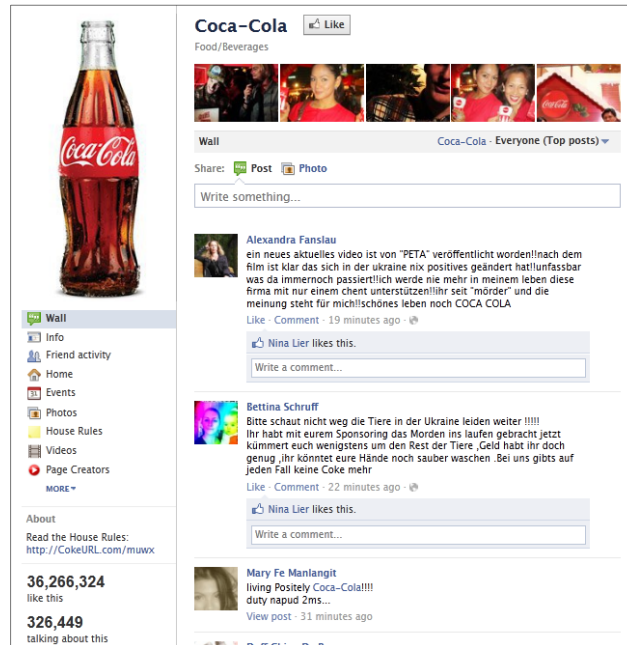 Coca-Cola
Like
Food/Beverages
Wall
Coca-Cola · Everyone (Top posts)
Share: Post Photo
Write something...
Alexandra Fanslau
ein neues aktuelles video ist von "PETA" veröffentlicht worden!!nach dem
film ist klar das sich in der ukraine nix positives geändert hat!!unfassbar
was da immernoch passiert!!ich werde nie mehr in meinem leben diese
firma mit nur einem chent unterstützen!!ihr seit "mörder" und die
meinung steht für mich!!schönes leben noch COCA COLA
Like · Comment · 19 minutes ago ·
Nina Lier likes this.
Write a comment...
Bettina Schruff
Bitte schaut nicht weg die Tiere in der Ukraine leiden weiter !!!!!
Ihr habt mit eurem Sponsoring das Morden ins laufen gebracht jetzt
kümmert euch wenigstens um den Rest der Tiere ,Geld habt ihr doch
genug ,ihr könntet eure Hände noch sauber waschen .Bei uns gibts auf
jeden Fall keine Coke mehr
Like · Comment · 22 minutes ago ·
Nina Lier likes this.
Write a comment...
Mary Fe Manlangit
living Positely Coca-Cola!!!!
duty napud 2ms...
View post · 31 minutes ago
Coca-Cola
Wall
Info
Friend activity
Home
31 Events
Photos
House Rules
Videos
Page Creators
MORE
About
Read the House Rules:
http://CokeURL.com/muwx
36,266,324
like this
326,449
talking about this